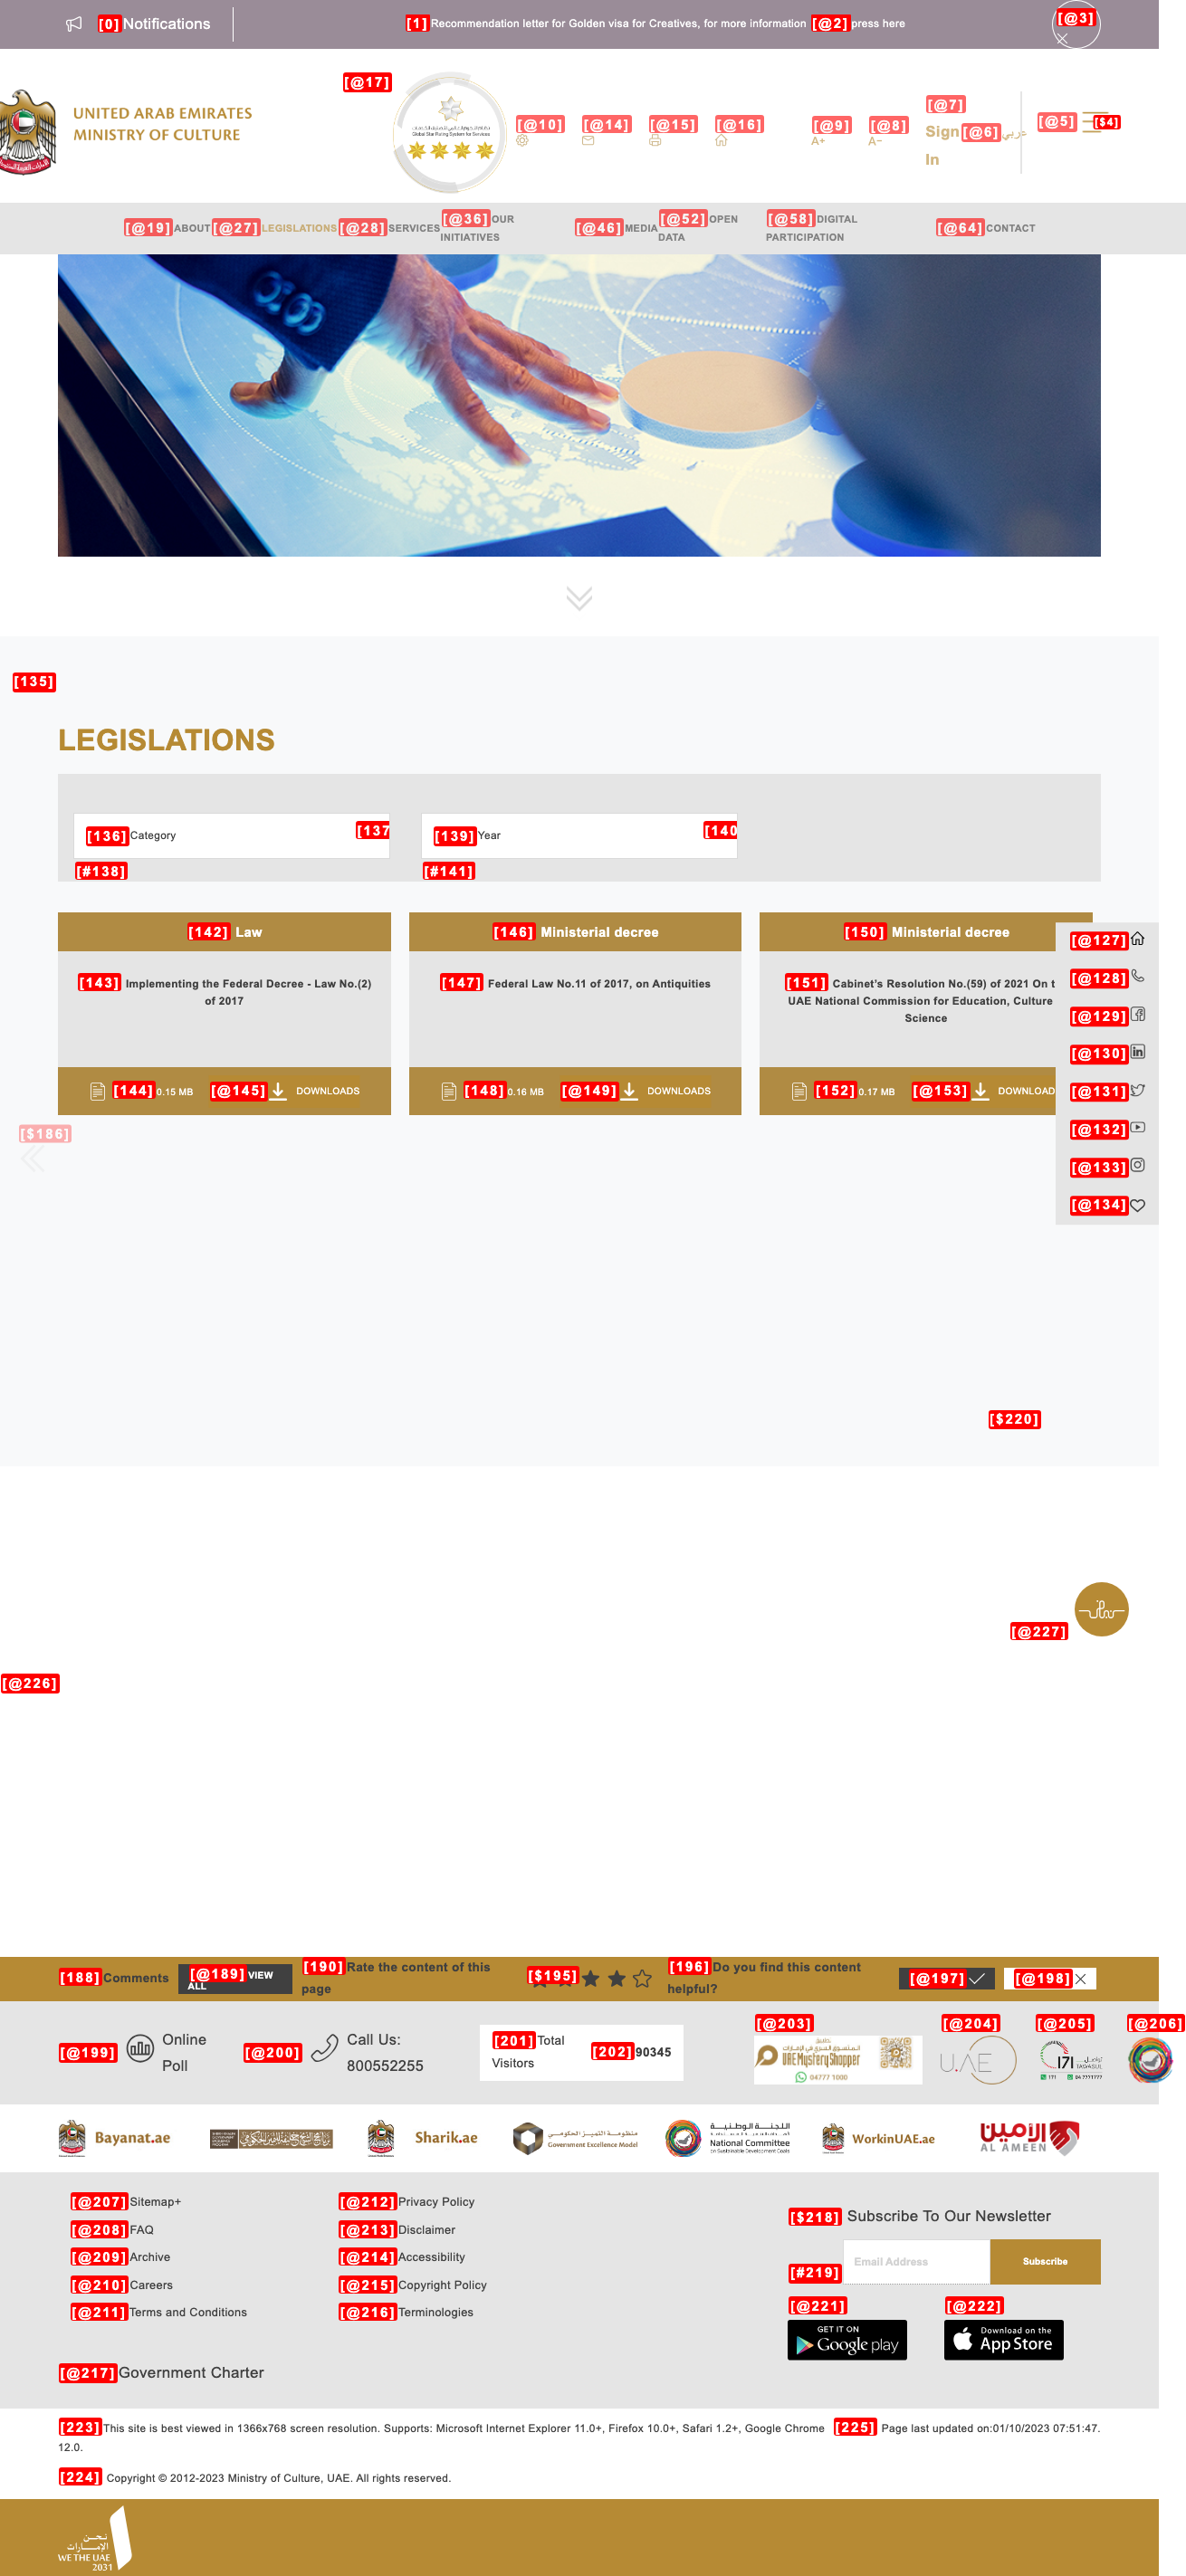 [0] Notifications
[1] Recommendation letter for Golden visa for Creatives, for more information [@2] press here
[@3]
UNITED ARAB EMIRATES
MINISTRY OF CULTURE
[@17]
Global Star Rating System for Services
[@10] [@14] [@15] [@16]
[@9] [@8]
A+ A-
[@7]
Sign
In
[@6] عربي
[@5] [$4]
[@19] ABOUT [@27] LEGISLATIONS [@28] SERVICES [@36] OUR
INITIATIVES
[@46] MEDIA [@52] OPEN
DATA
[@58] DIGITAL
PARTICIPATION
[@64] CONTACT
[135]
LEGISLATIONS
[136] Category [137
[#138]
[139] Year [140
[#141]
[142] Law
[143] Implementing the Federal Decree - Law No.(2)
of 2017
[144] 0.15 MB [@145] DOWNLOADS
[146] Ministerial decree
[147] Federal Law No.11 of 2017, on Antiquities
[148] 0.16 MB [@149] DOWNLOADS
[150] Ministerial decree
[151] Cabinet's Resolution No.(59) of 2021 On t
UAE National Commission for Education, Culture
Science
[152] 0.17 MB [@153] DOWNLOAD
[@127]
[@128]
[@129]
[@130]
[@131]
[@132]
[@133]
[@134]
[$186]
[$220]
[@227]
[@226]
[188] Comments [@189] VIEW
ALL
[190] Rate the content of this
page
[$195]
[196] Do you find this content
helpful?
[@197] [@198]
[@199] Online
Poll
[@200] Call Us:
800552255
[201] Total
Visitors
[202] 90345
[@203] [@204] [@205] [@206]
UAE Mystery Shopper
04777 1000
U.AE
171
TAWASUL
Bayanat.ae
Sharik.ae
Government Excellence Model
اللجنة الوطنية
National Committee
on Sustainable Development Goals
WorkinUAE.ae
الأمين
AL AMEEN
[@207] Sitemap+
[@208] FAQ
[@209] Archive
[@210] Careers
[@211] Terms and Conditions
[@212] Privacy Policy
[@213] Disclaimer
[@214] Accessibility
[@215] Copyright Policy
[@216] Terminologies
[$218] Subscribe To Our Newsletter
[#219] Email Address Subscribe
[@221] [@222]
GET IT ON
Google play
Download on the
App Store
[@217] Government Charter
[223] This site is best viewed in 1366x768 screen resolution. Supports: Microsoft Internet Explorer 11.0+, Firefox 10.0+, Safari 1.2+, Google Chrome
12.0.
[225] Page last updated on:01/10/2023 07:51:47.
[224] Copyright © 2012-2023 Ministry of Culture, UAE. All rights reserved.
نحن
الإمارات
WE THE UAE
2031